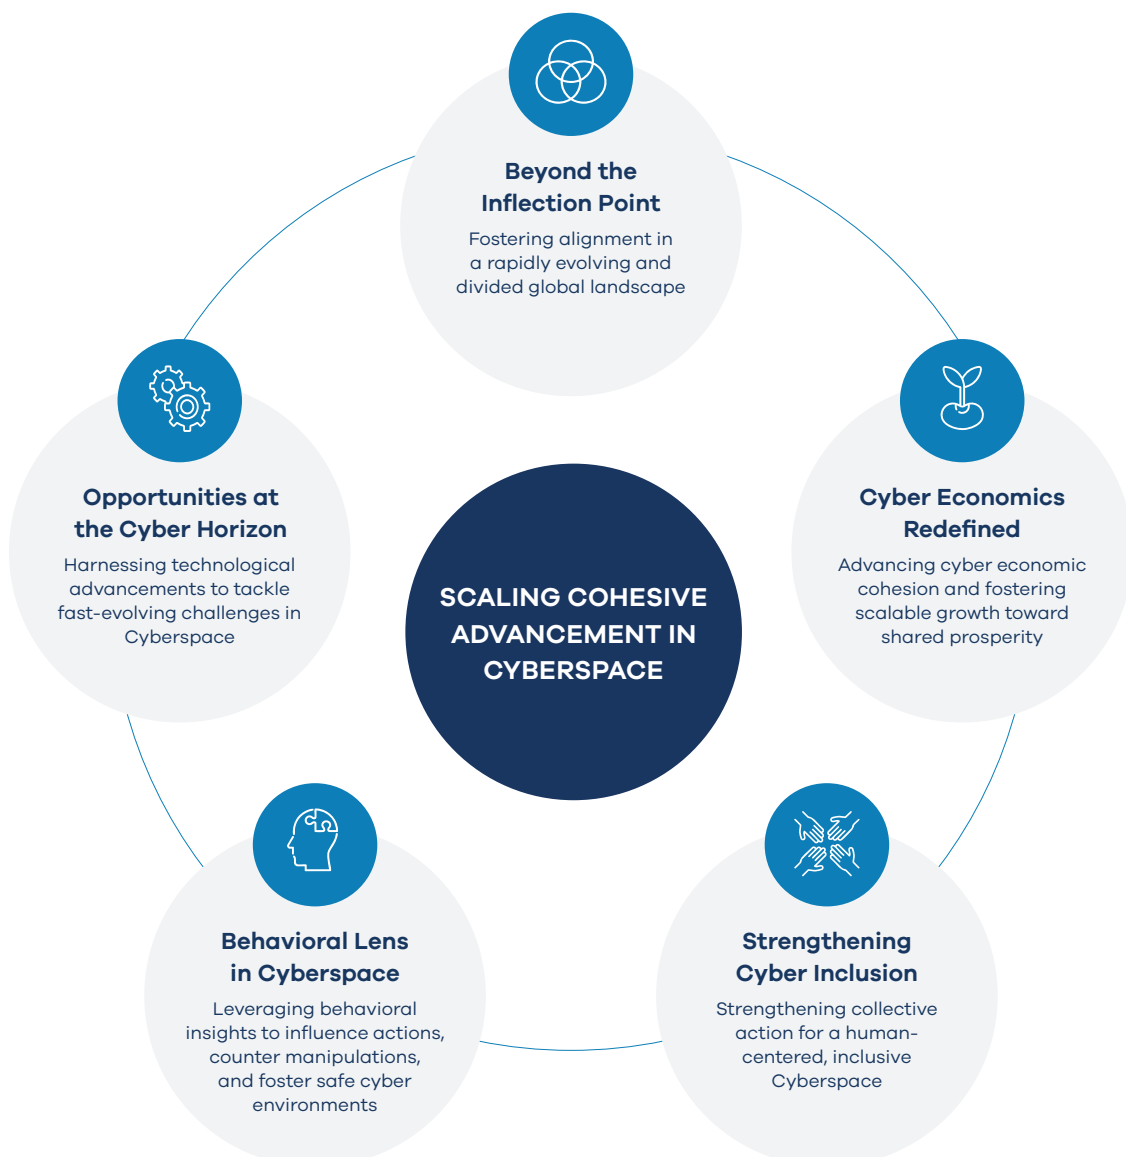 Beyond the
Inflection Point
Fostering alignment in
a rapidly evolving and
divided global landscape
Opportunities at
the Cyber Horizon
Harnessing technological
advancements to tackle
fast-evolving challenges in
Cyberspace
Cyber Economics
Redefined
Advancing cyber economic
cohesion and fostering
scalable growth toward
shared prosperity
SCALING COHESIVE
ADVANCEMENT IN
CYBERSPACE
Behavioral Lens
in Cyberspace
Leveraging behavioral
insights to influence actions,
counter manipulations,
and foster safe cyber
environments
Strengthening
Cyber Inclusion
Strengthening collective
action for a human-
centered, inclusive
Cyberspace